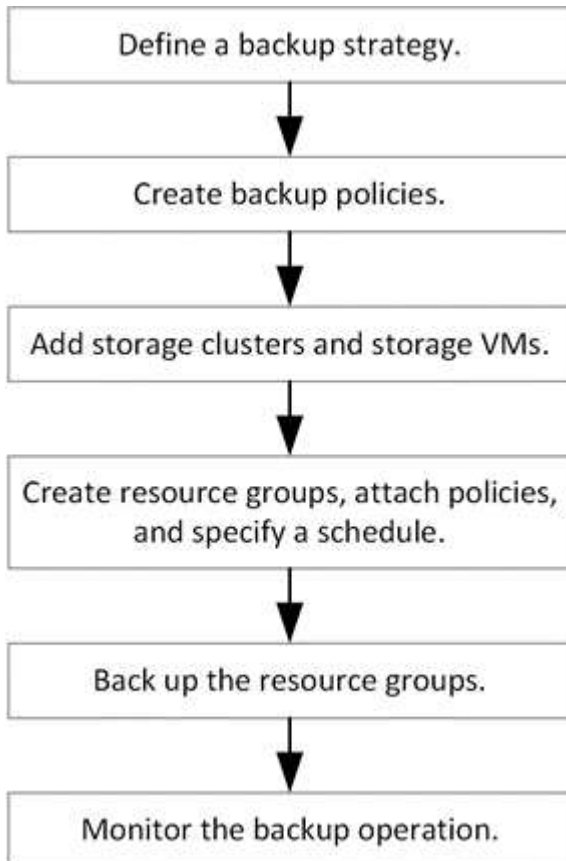 Define a backup strategy.
Create backup policies.
Add storage clusters and storage VMs.
Create resource groups, attach policies,
and specify a schedule.
Back up the resource groups.
Monitor the backup operation.